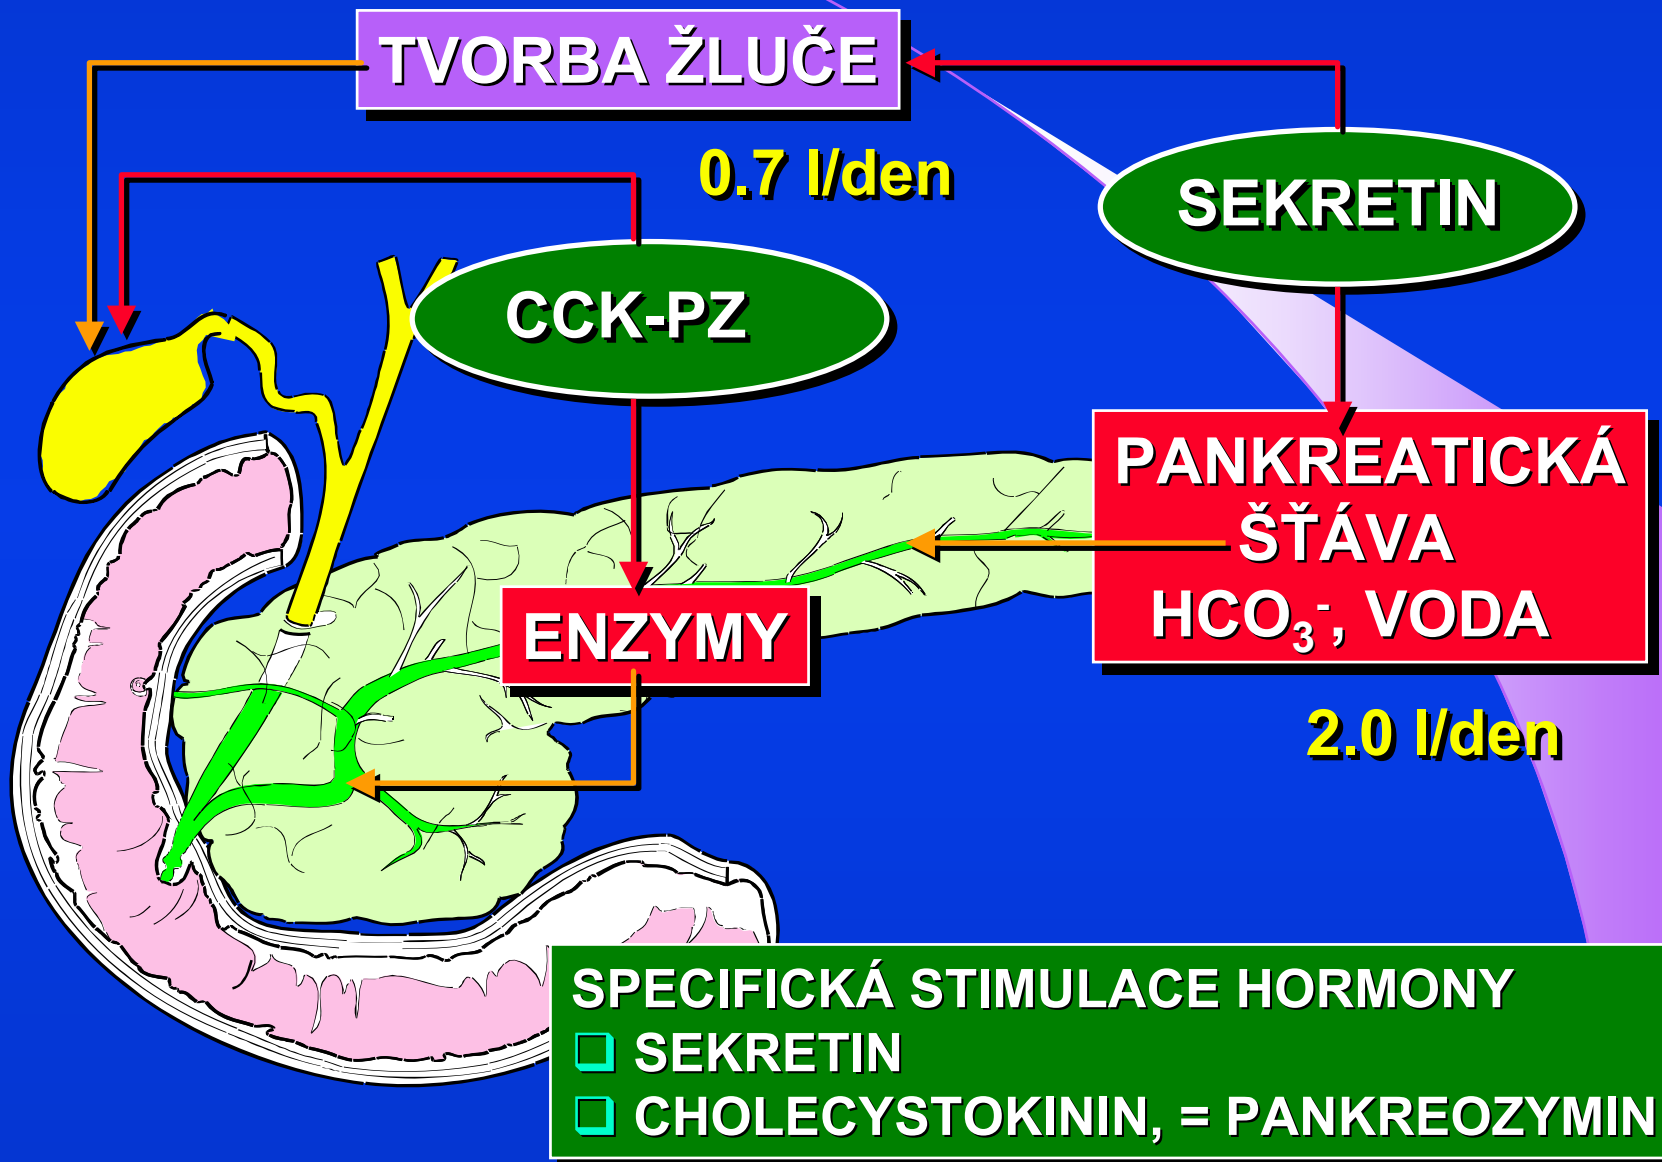 TVORBA ŽLUČE
0.7 l/den
SEKRETIN
CCK-PZ
PANKREATICKÁ
ŠŤÁVA
HCO₃⁻, VODA
ENZYMY
2.0 l/den
SPECIFICKÁ STIMULACE HORMONY
❑ SEKRETIN
❑ CHOLECYSTOKININ, = PANKREOZYMIN